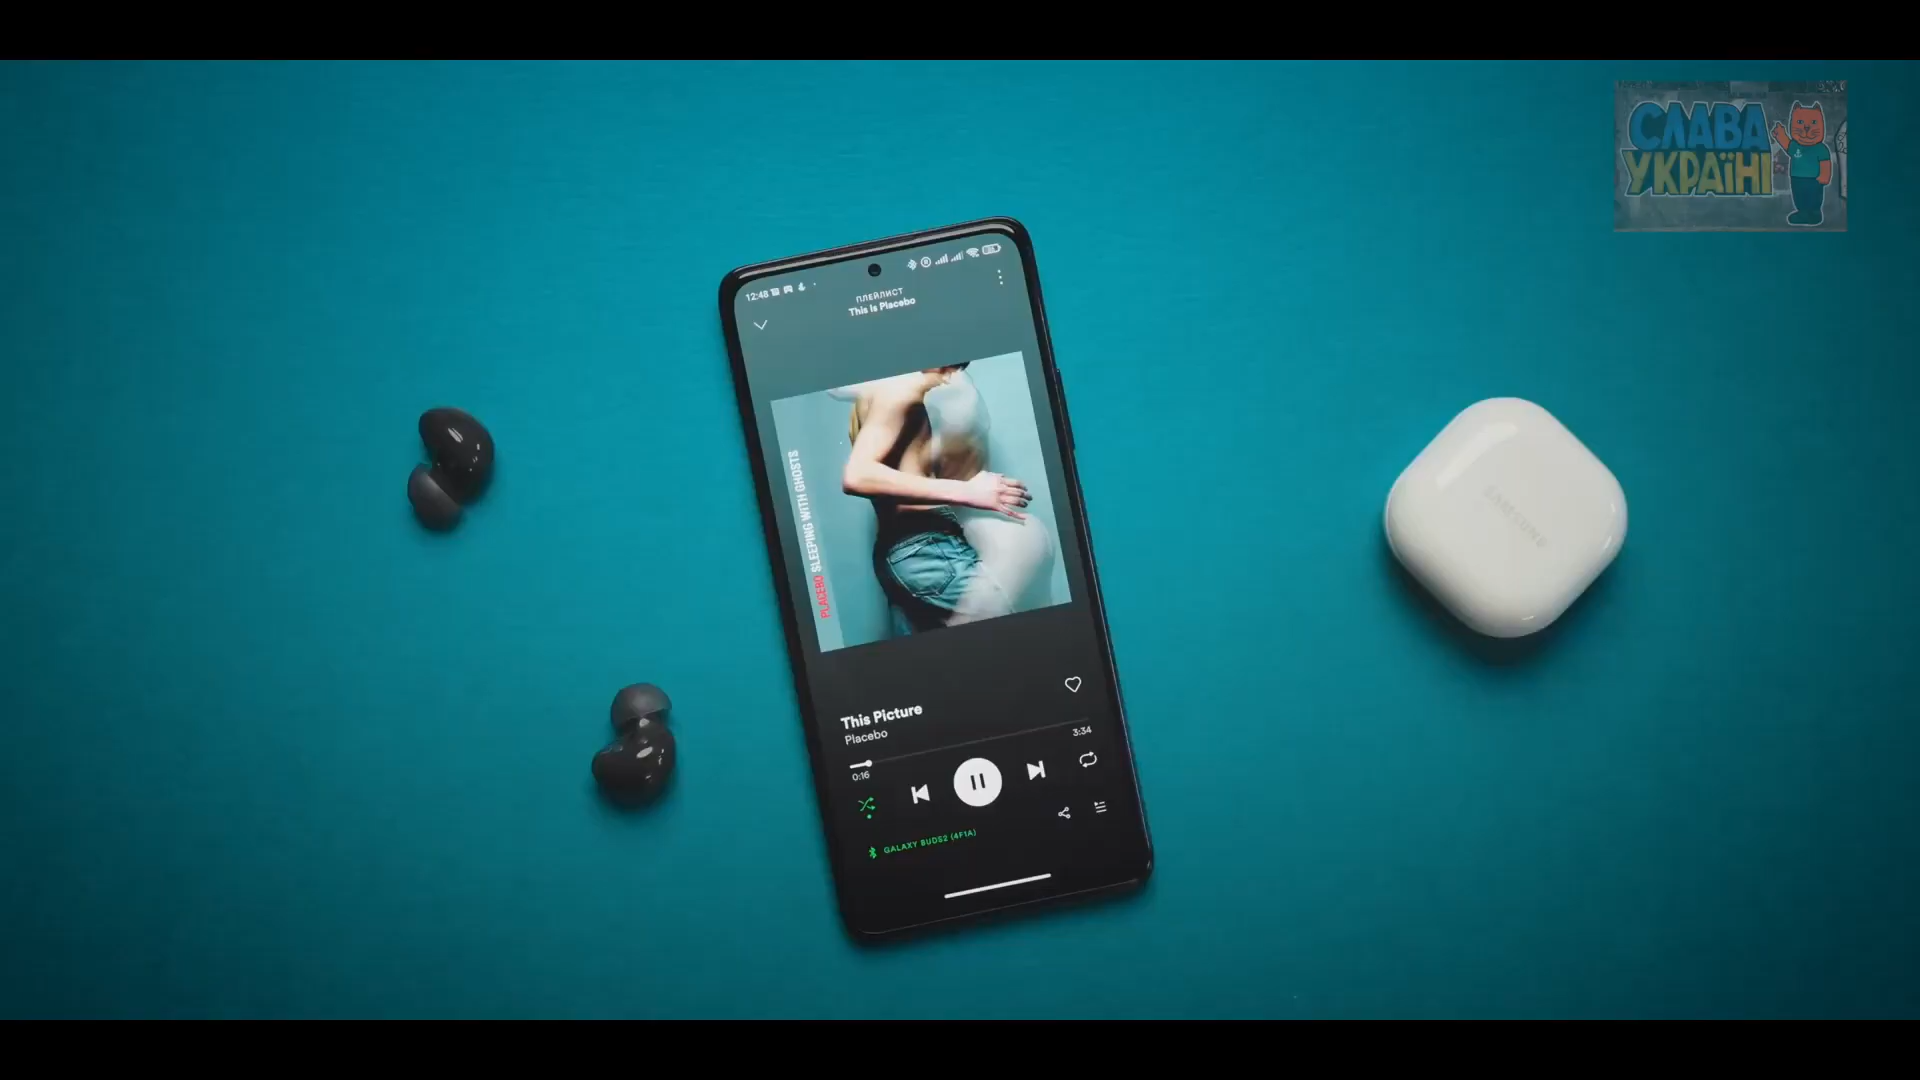 СЛАВА
УКРАЇНІ
12:48
ПЛЕЙЛИСТ
This Is Placebo
PLACEBO SLEEPING WITH GHOSTS
This Picture
Placebo
0:16
3:34
GALAXY BUDS2 (4F1A)
SAMSUNG